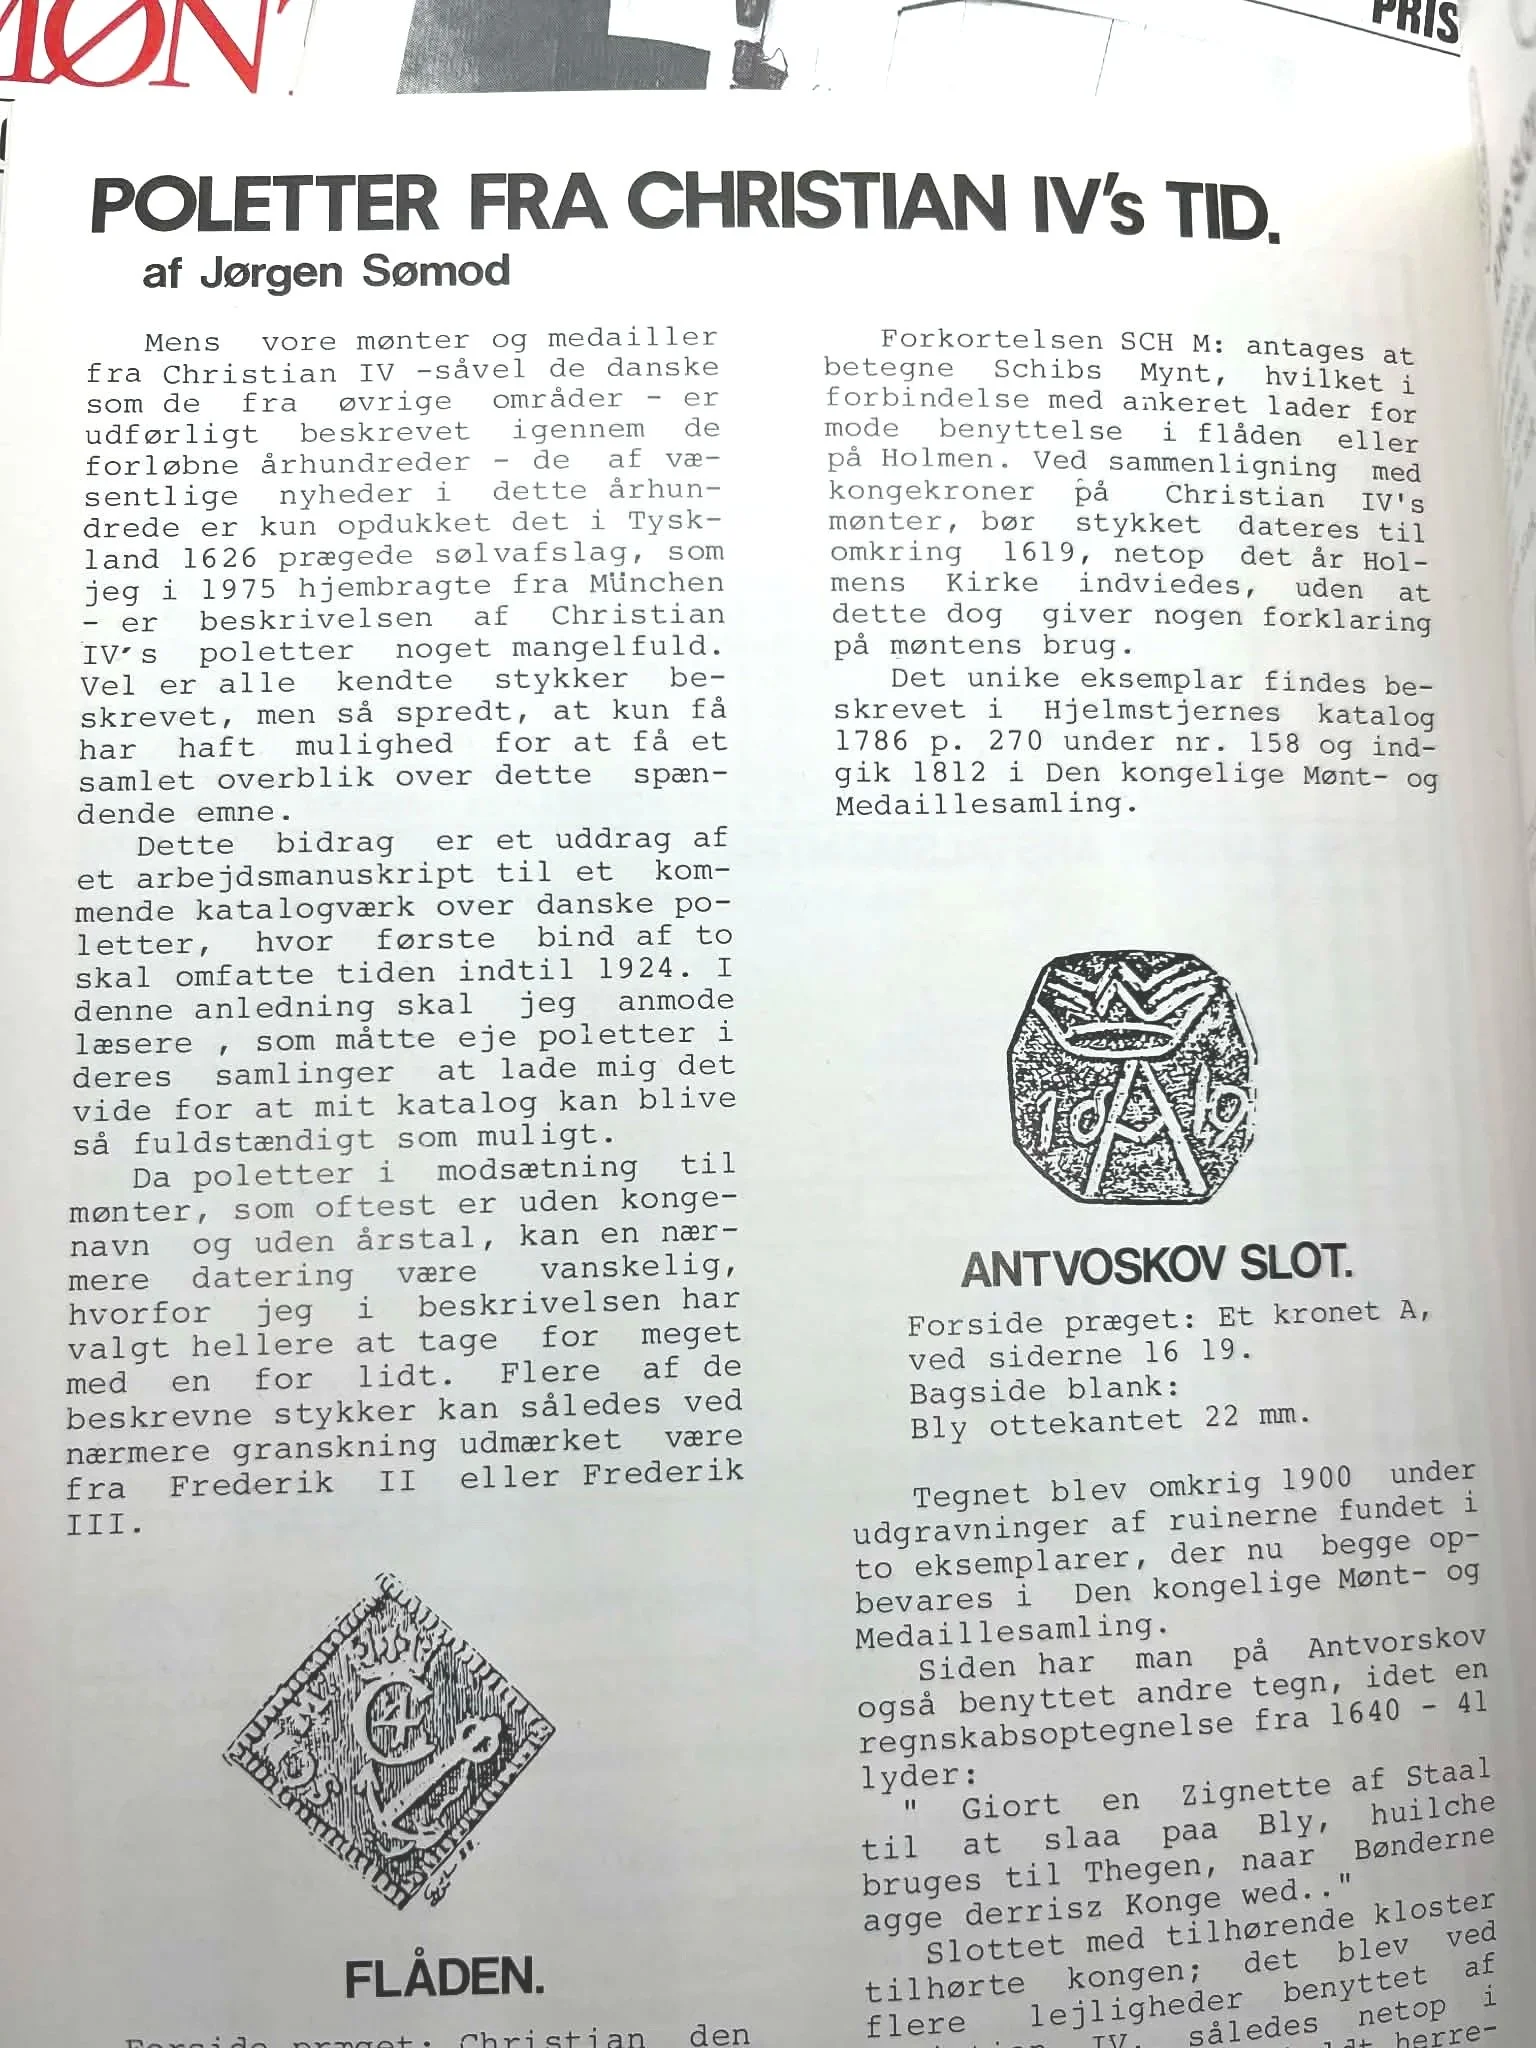 MØNT
PRIS
POLETTER FRA CHRISTIAN IV's TID.
af Jørgen Sømod
Mens vore mønter og medailler
fra Christian IV -såvel de danske
som de fra øvrige områder - er
udførligt beskrevet igennem de
forløbne århundreder - de af væ-
sentlige nyheder i dette århun-
drede er kun opdukket det i Tysk-
land 1626 prægede sølvafslag, som
jeg i 1975 hjembragte fra München
- er beskrivelsen af Christian
IV's poletter noget mangelfuld.
Vel er alle kendte stykker be-
skrevet, men så spredt, at kun få
har haft mulighed for at få et
samlet overblik over dette spæn-
dende emne.
Dette bidrag er et uddrag af
et arbejdsmanuskript til et kom-
mende katalogværk over danske po-
letter, hvor første bind af to
skal omfatte tiden indtil 1924. I
denne anledning skal jeg anmode
læsere , som måtte eje poletter i
deres samlinger at lade mig det
vide for at mit katalog kan blive
så fuldstændigt som muligt.
Da poletter i modsætning til
mønter, som oftest er uden konge-
navn og uden årstal, kan en nær-
mere datering være vanskelig,
hvorfor jeg i beskrivelsen har
valgt hellere at tage for meget
med en for lidt. Flere af de
beskrevne stykker kan således ved
nærmere granskning udmærket være
fra Frederik II eller Frederik
III.
FLÅDEN.
Forside præget: Christian den
Forkortelsen SCH M: antages at
betegne Schibs Mynt, hvilket i
forbindelse med ankeret lader for
mode benyttelse i flåden eller
på Holmen. Ved sammenligning med
kongekroner på Christian IV's
mønter, bør stykket dateres til
omkring 1619, netop det år Hol-
mens Kirke indviedes, uden at
dette dog giver nogen forklaring
på møntens brug.
Det unike eksemplar findes be-
skrevet i Hjelmstjernes katalog
1786 p. 270 under nr. 158 og ind-
gik 1812 i Den kongelige Mønt- og
Medaillesamling.
16 A 19
ANTVOSKOV SLOT.
Forside præget: Et kronet A,
ved siderne 16 19.
Bagside blank:
Bly ottekantet 22 mm.
Tegnet blev omkrig 1900 under
udgravninger af ruinerne fundet i
to eksemplarer, der nu begge op-
bevares i Den kongelige Mønt- og
Medaillesamling.
Siden har man på Antvorskov
også benyttet andre tegn, idet en
regnskabsoptegnelse fra 1640 - 41
lyder:
" Giort en Zignette af Staal
til at slaa paa Bly, huilche
bruges til Thegen, naar Bønderne
agge derrisz Konge wed.."
Slottet med tilhørende kloster
tilhørte kongen; det blev ved
flere lejligheder benyttet af
IV, således netop i
herre-